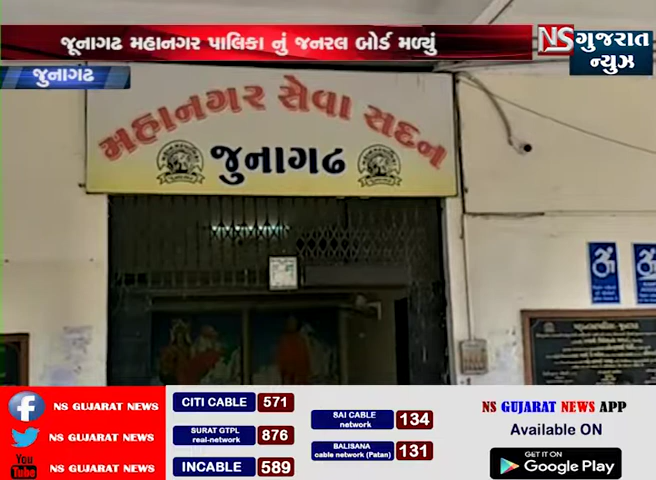 જૂનાગઢ મહાનગર પાલિકા નું જનરલ બોર્ડ મળ્યું
NS ગુજરાત
ન્યુઝ
જુનાગઢ
મહાનગર સેવા સદન
જુનાગઢ
NS GUJARAT NEWS
NS GUJARAT NEWS
You
Tube NS GUJARAT NEWS
CITI CABLE 571
SURAT GTPL
real-network 876
INCABLE 589
SAI CABLE
network 134
BALISANA
cable network (Patan) 131
NS GUJARAT NEWS APP
Available ON
GET IT ON
Google Play